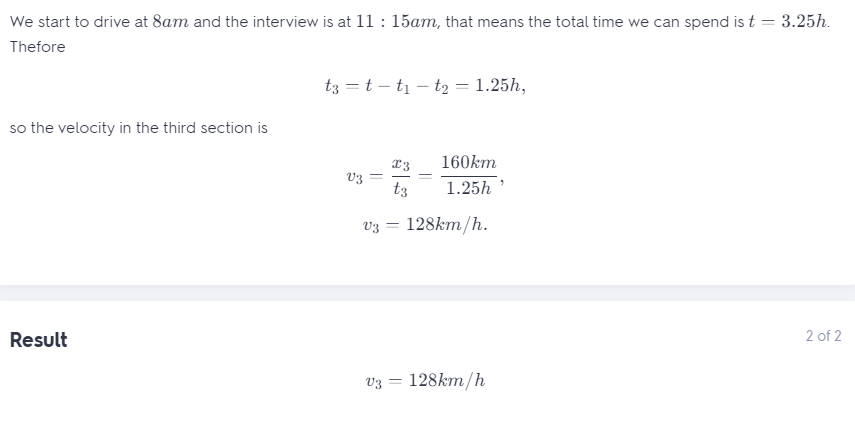 We start to drive at 8am and the interview is at 11 : 15am, that means the total time we can spend is t = 3.25h.
Thefore
t₃ = t − t₁ − t₂ = 1.25h,
so the velocity in the third section is
v₃ = x₃/t₃ = 160km/1.25h,
v₃ = 128km/h.
Result
2 of 2
v₃ = 128km/h